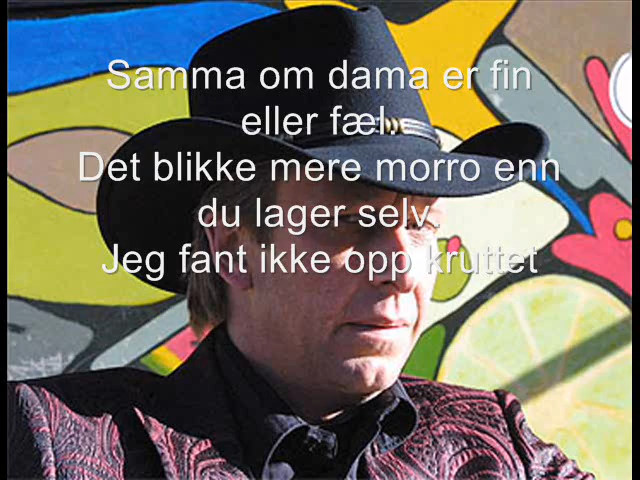 Samma om dama er fin
eller fæl.
Det blikke mere morro enn
du lager selv.
Jeg fant ikke opp kruttet